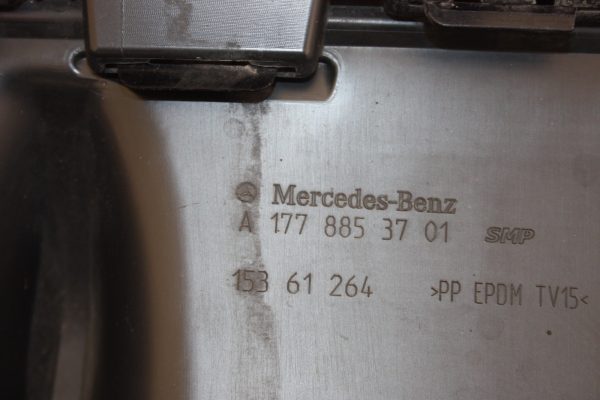 Mercedes-Benz
A 177 885 37 01 SMP
153 61 264 >PP EPDM TV15<